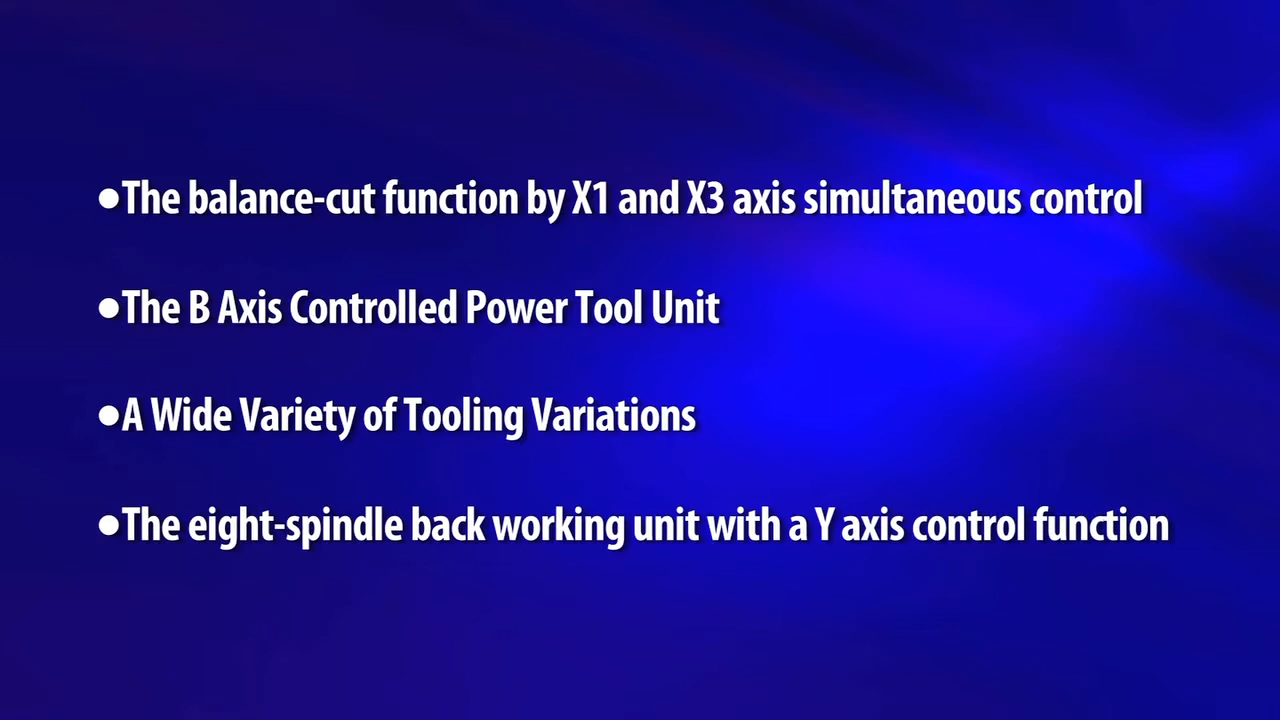 ●The balance-cut function by X1 and X3 axis simultaneous control
●The B Axis Controlled Power Tool Unit
●A Wide Variety of Tooling Variations
●The eight-spindle back working unit with a Y axis control function